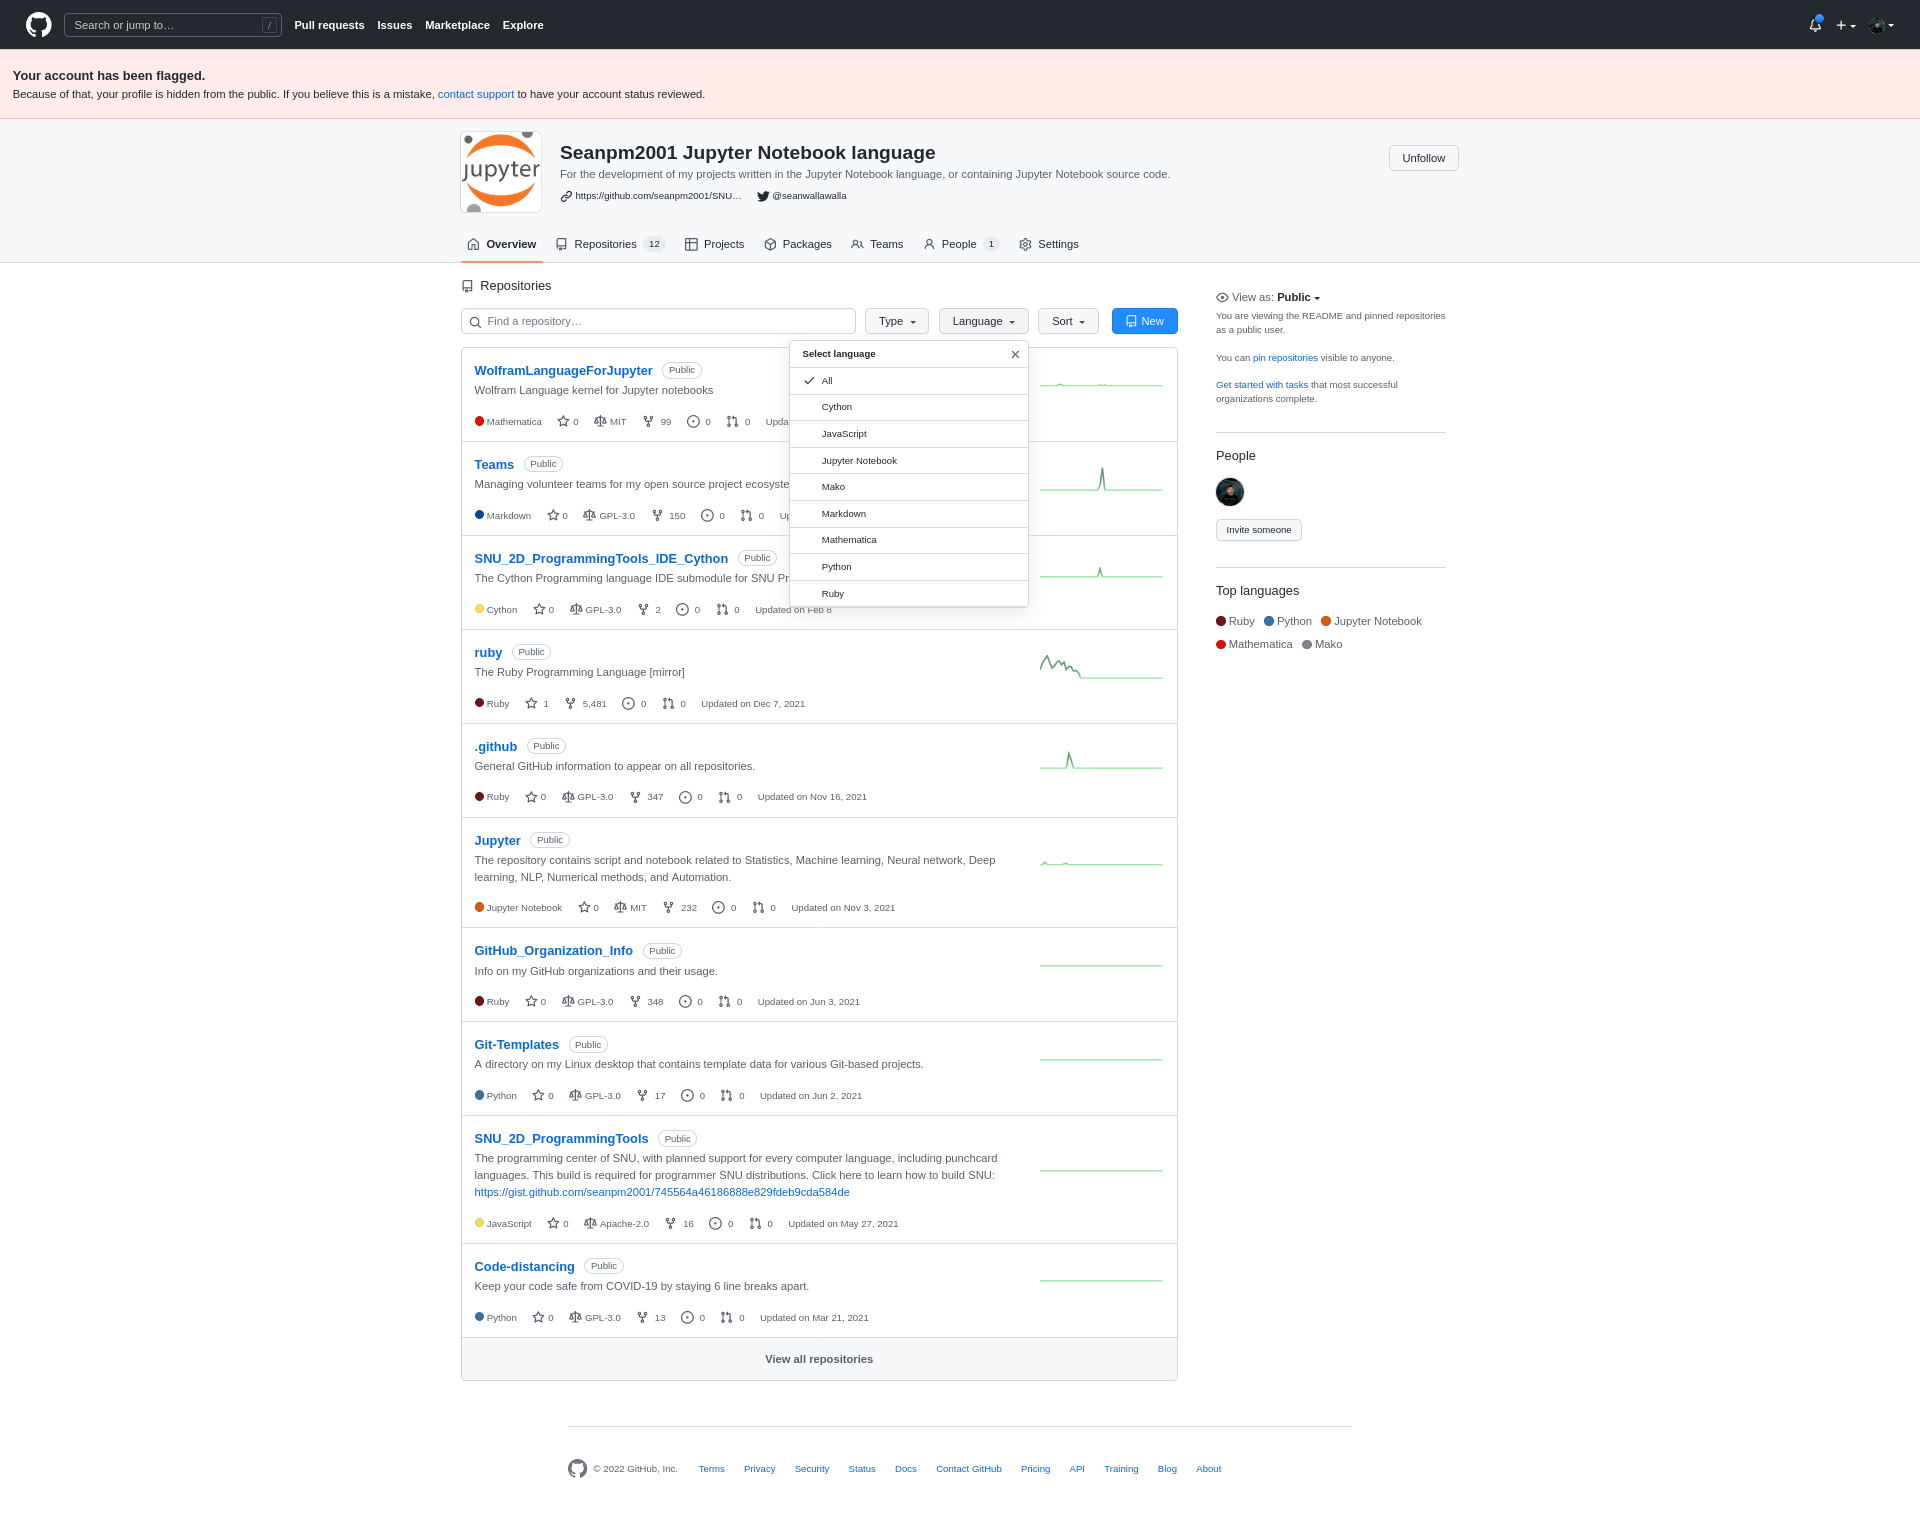 Search or jump to…
/
Pull requests
Issues
Marketplace
Explore
Your account has been flagged.
Because of that, your profile is hidden from the public. If you believe this is a mistake, contact support to have your account status reviewed.
jupyter
Seanpm2001 Jupyter Notebook language
For the development of my projects written in the Jupyter Notebook language, or containing Jupyter Notebook source code.
https://github.com/seanpm2001/SNU… @seanwallawalla
Unfollow
Overview
Repositories 12
Projects
Packages
Teams
People 1
Settings
Repositories
Find a repository…
Type
Language
Sort
New
Select language
All
Cython
JavaScript
Jupyter Notebook
Mako
Markdown
Mathematica
Python
Ruby
WolframLanguageForJupyter Public
Wolfram Language kernel for Jupyter notebooks
Mathematica 0 MIT 99 0 0 Upda
Teams Public
Managing volunteer teams for my open source project ecosyste
Markdown 0 GPL-3.0 150 0 0 Up
SNU_2D_ProgrammingTools_IDE_Cython Public
The Cython Programming language IDE submodule for SNU Pr
Cython 0 GPL-3.0 2 0 0 Updated on Feb 8
ruby Public
The Ruby Programming Language [mirror]
Ruby 1 5,481 0 0 Updated on Dec 7, 2021
.github Public
General GitHub information to appear on all repositories.
Ruby 0 GPL-3.0 347 0 0 Updated on Nov 16, 2021
Jupyter Public
The repository contains script and notebook related to Statistics, Machine learning, Neural network, Deep
learning, NLP, Numerical methods, and Automation.
Jupyter Notebook 0 MIT 232 0 0 Updated on Nov 3, 2021
GitHub_Organization_Info Public
Info on my GitHub organizations and their usage.
Ruby 0 GPL-3.0 348 0 0 Updated on Jun 3, 2021
Git-Templates Public
A directory on my Linux desktop that contains template data for various Git-based projects.
Python 0 GPL-3.0 17 0 0 Updated on Jun 2, 2021
SNU_2D_ProgrammingTools Public
The programming center of SNU, with planned support for every computer language, including punchcard
languages. This build is required for programmer SNU distributions. Click here to learn how to build SNU:
https://gist.github.com/seanpm2001/745564a46186888e829fdeb9cda584de
JavaScript 0 Apache-2.0 16 0 0 Updated on May 27, 2021
Code-distancing Public
Keep your code safe from COVID-19 by staying 6 line breaks apart.
Python 0 GPL-3.0 13 0 0 Updated on Mar 21, 2021
View all repositories
View as: Public
You are viewing the README and pinned repositories
as a public user.
You can pin repositories visible to anyone.
Get started with tasks that most successful
organizations complete.
People
Invite someone
Top languages
Ruby Python Jupyter Notebook
Mathematica Mako
© 2022 GitHub, Inc.
Terms
Privacy
Security
Status
Docs
Contact GitHub
Pricing
API
Training
Blog
About